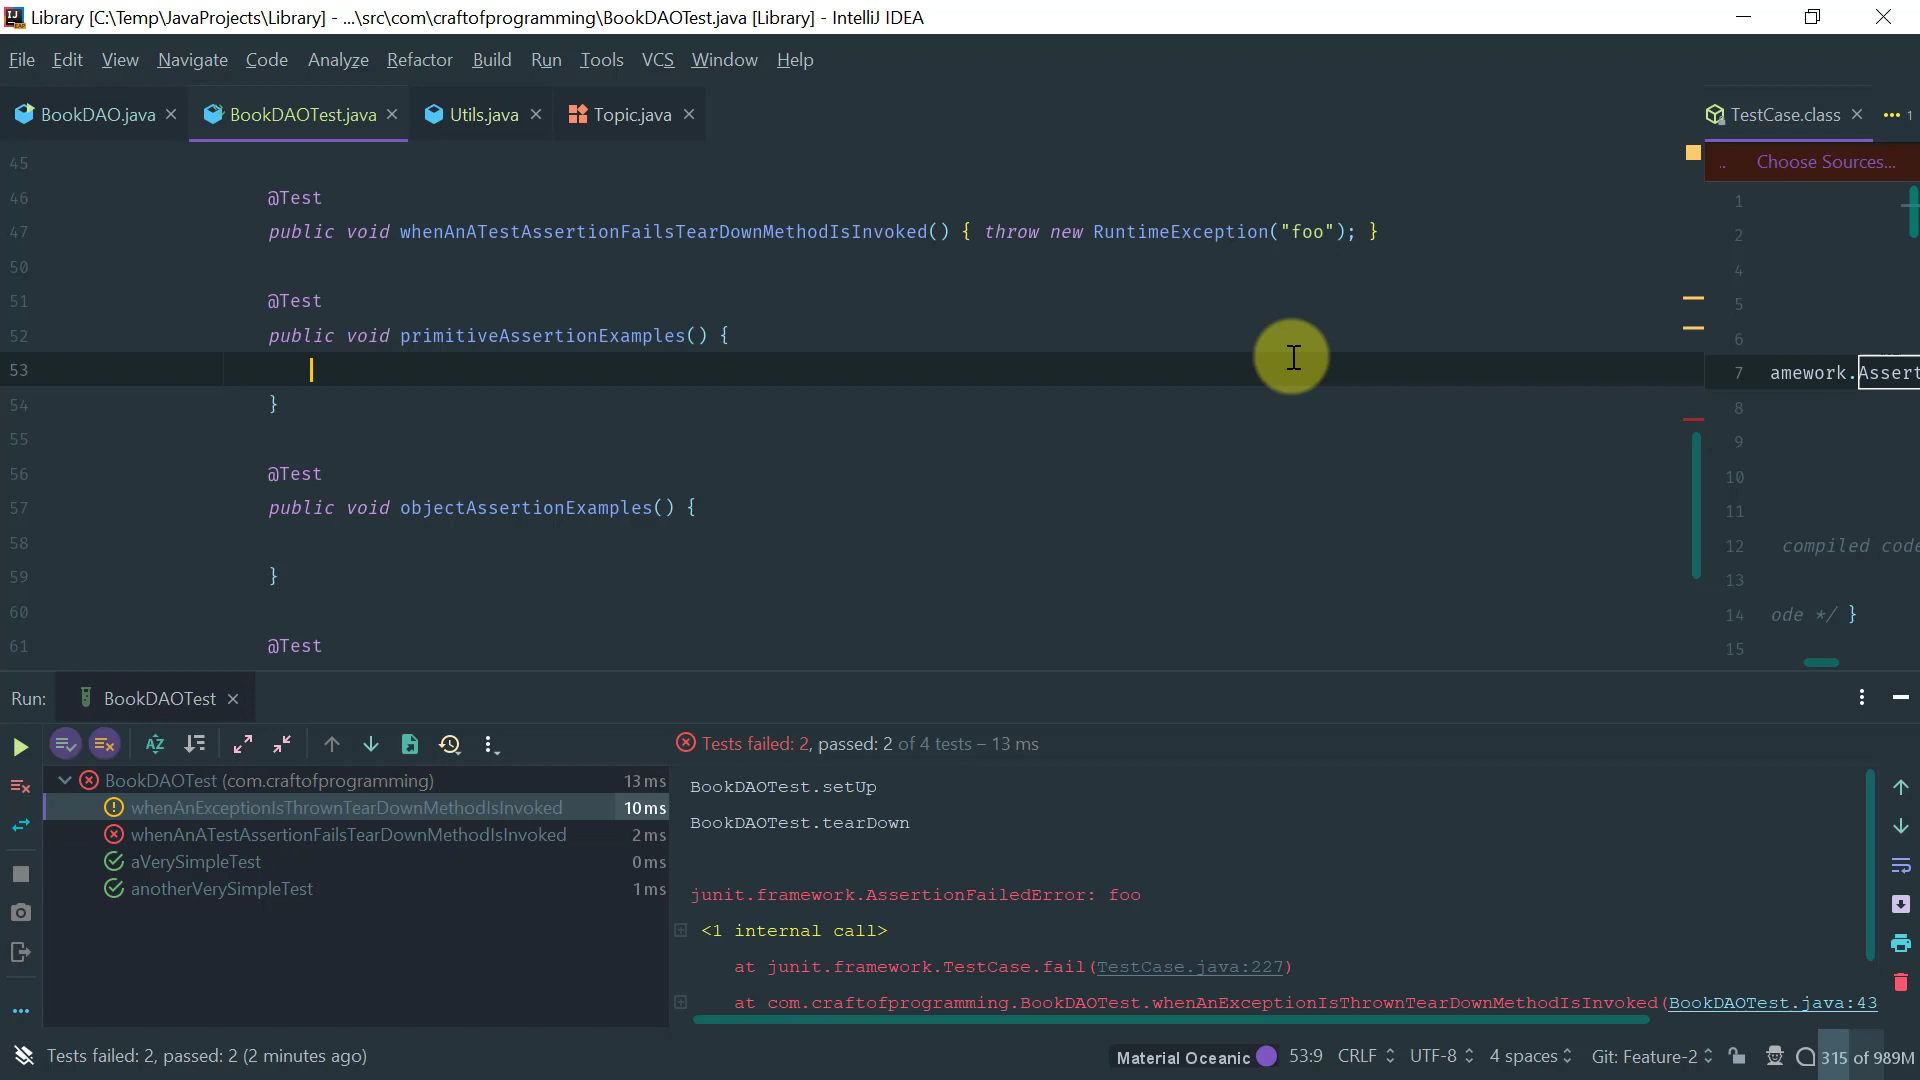 Library [C:\Temp\JavaProjects\Library] - ...\src\com\craftofprogramming\BookDAOTest.java [Library] - IntelliJ IDEA
File Edit View Navigate Code Analyze Refactor Build Run Tools VCS Window Help
BookDAO.java BookDAOTest.java Utils.java Topic.java
TestCase.class 1
.. Choose Sources...
45
46 @Test
47 public void whenAnATestAssertionFailsTearDownMethodIsInvoked() { throw new RuntimeException("foo"); }
50
51 @Test
52 public void primitiveAssertionExamples() {
53
54 }
55
56 @Test
57 public void objectAssertionExamples() {
58
59 }
60
61 @Test
1
2
4
5
6
7 amework.Assert
8
9
10
11
12 compiled code
13
14 ode */ }
15
Run: BookDAOTest
Tests failed: 2, passed: 2 of 4 tests – 13 ms
BookDAOTest (com.craftofprogramming) 13 ms
whenAnExceptionIsThrownTearDownMethodIsInvoked 10 ms
whenAnATestAssertionFailsTearDownMethodIsInvoked 2 ms
aVerySimpleTest 0 ms
anotherVerySimpleTest 1 ms
BookDAOTest.setUp
BookDAOTest.tearDown
junit.framework.AssertionFailedError: foo
<1 internal call>
at junit.framework.TestCase.fail(TestCase.java:227)
at com.craftofprogramming.BookDAOTest.whenAnExceptionIsThrownTearDownMethodIsInvoked(BookDAOTest.java:43
Tests failed: 2, passed: 2 (2 minutes ago)
Material Oceanic 53:9 CRLF UTF-8 4 spaces Git: Feature-2 315 of 989M